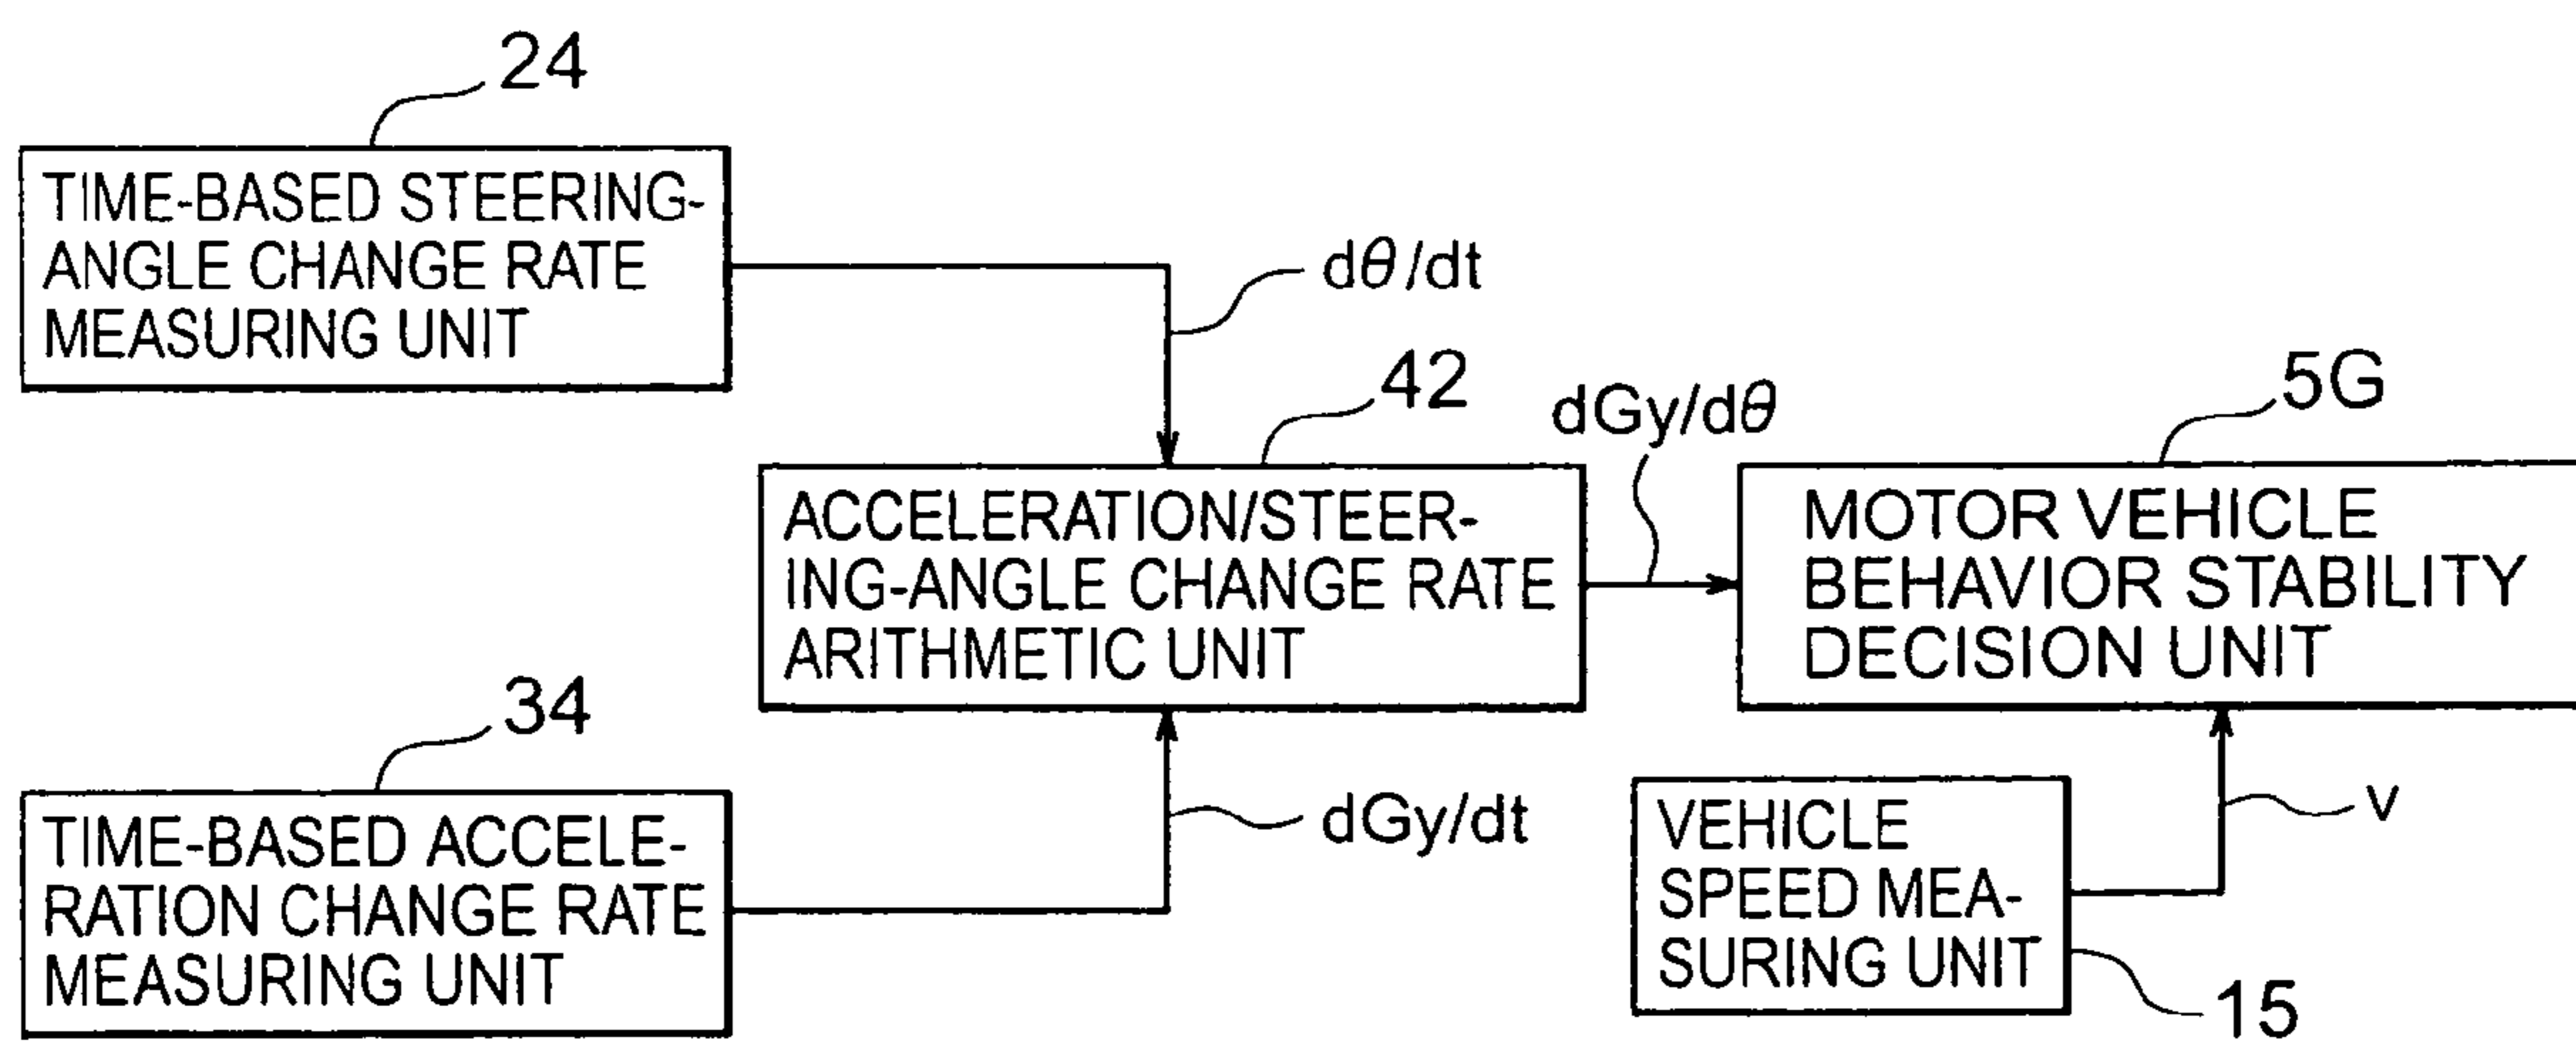 24
TIME-BASED STEERING-
ANGLE CHANGE RATE
MEASURING UNIT
dθ/dt
42
ACCELERATION/STEER-
ING-ANGLE CHANGE RATE
ARITHMETIC UNIT
dGy/dθ
5G
MOTOR VEHICLE
BEHAVIOR STABILITY
DECISION UNIT
34
TIME-BASED ACCELE-
RATION CHANGE RATE
MEASURING UNIT
dGy/dt
VEHICLE
SPEED MEA-
SURING UNIT
v
15